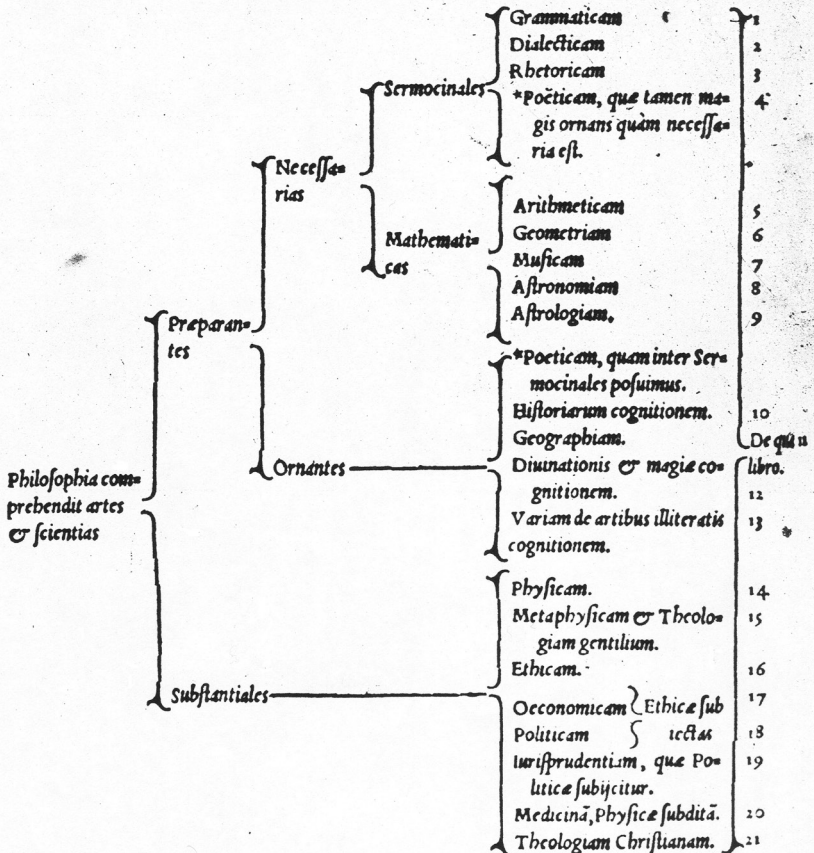 Philoſophia com=
prehendit artes
& ſcientias
Præparan=
tes
Neceſſa=
rias
Sermocinales
Grammaticam 1
Dialecticam 2
Rhetoricam 3
*Poëticam, quæ tamen ma= 4
gis ornans quàm neceſſa=
ria eſt.
Mathemati=
cas
Arithmeticam 5
Geometriam 6
Muſicam 7
Aſtronomiam 8
Aſtrologiam. 9
Ornantes
*Poeticam, quam inter Ser=
mocinales poſuimus.
Hiſtoriarum cognitionem. 10
Geographiam. De quū 11
Diuinationis & magiæ co= libro.
gnitionem. 12
Variam de artibus illiteratis 13
cognitionem.
Subſtantiales
Phyſicam. 14
Metaphyſicam & Theolo= 15
giam gentilium.
Ethicam. 16
Oeconomicam } Ethicæ ſub 17
Politicam } iectas 18
Iuriſprudentiam, quæ Po= 19
liticæ ſubijcitur.
Medicinā, Phyſicæ ſubditā. 20
Theologiam Chriſtianam. 21